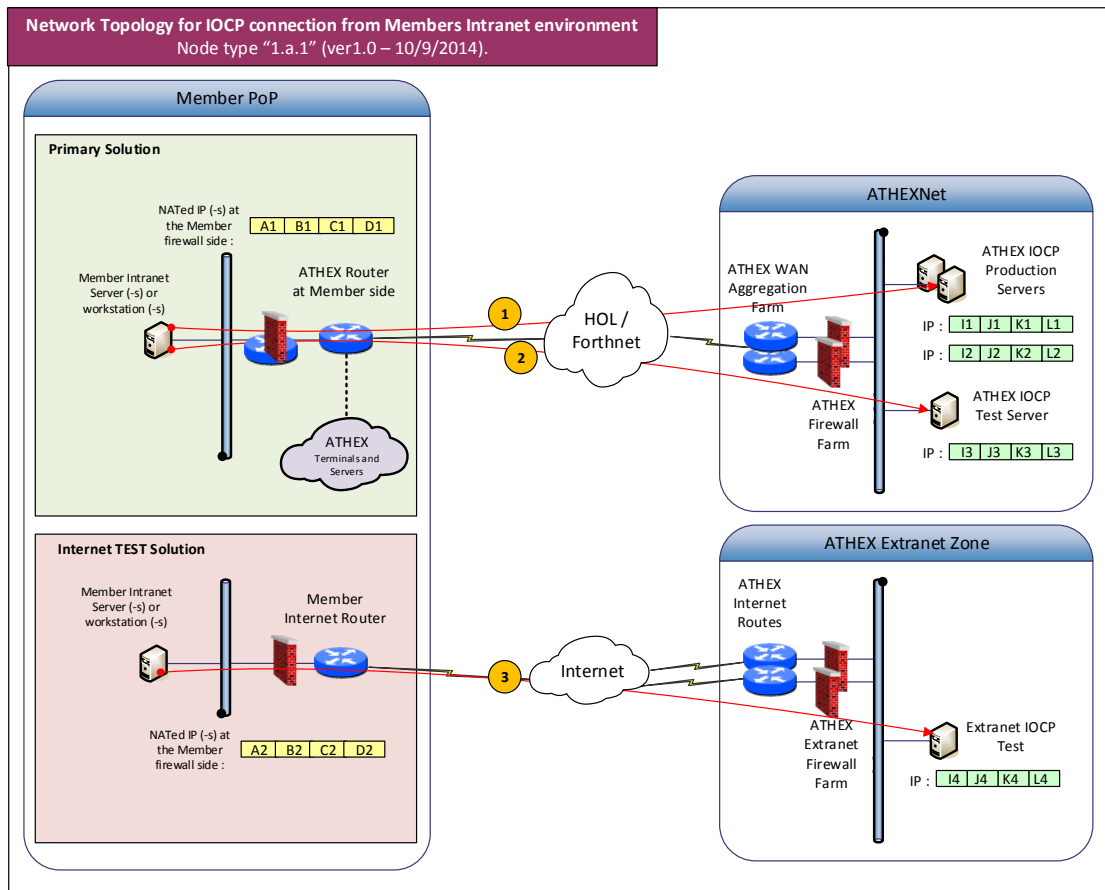 Network Topology for IOCP connection from Members Intranet environment
Node type “1.a.1” (ver1.0 – 10/9/2014).
Member PoP
Primary Solution
NATed IP (-s) at
the Member
firewall side :
A1 B1 C1 D1
Member Intranet
Server (-s) or
workstation (-s)
ATHEX Router
at Member side
ATHEX
Terminals and
Servers
1
2
HOL /
Forthnet
ATHEXNet
ATHEX WAN
Aggregation
Farm
ATHEX
Firewall
Farm
ATHEX IOCP
Production
Servers
IP : I1 J1 K1 L1
IP : I2 J2 K2 L2
ATHEX IOCP
Test Server
IP : I3 J3 K3 L3
Internet TEST Solution
Member Intranet
Server (-s) or
workstation (-s)
Member
Internet Router
NATed IP (-s) at
the Member
firewall side :
A2 B2 C2 D2
3
Internet
ATHEX Extranet Zone
ATHEX
Internet
Routes
ATHEX
Extranet
Firewall
Farm
Extranet IOCP
Test
IP : I4 J4 K4 L4